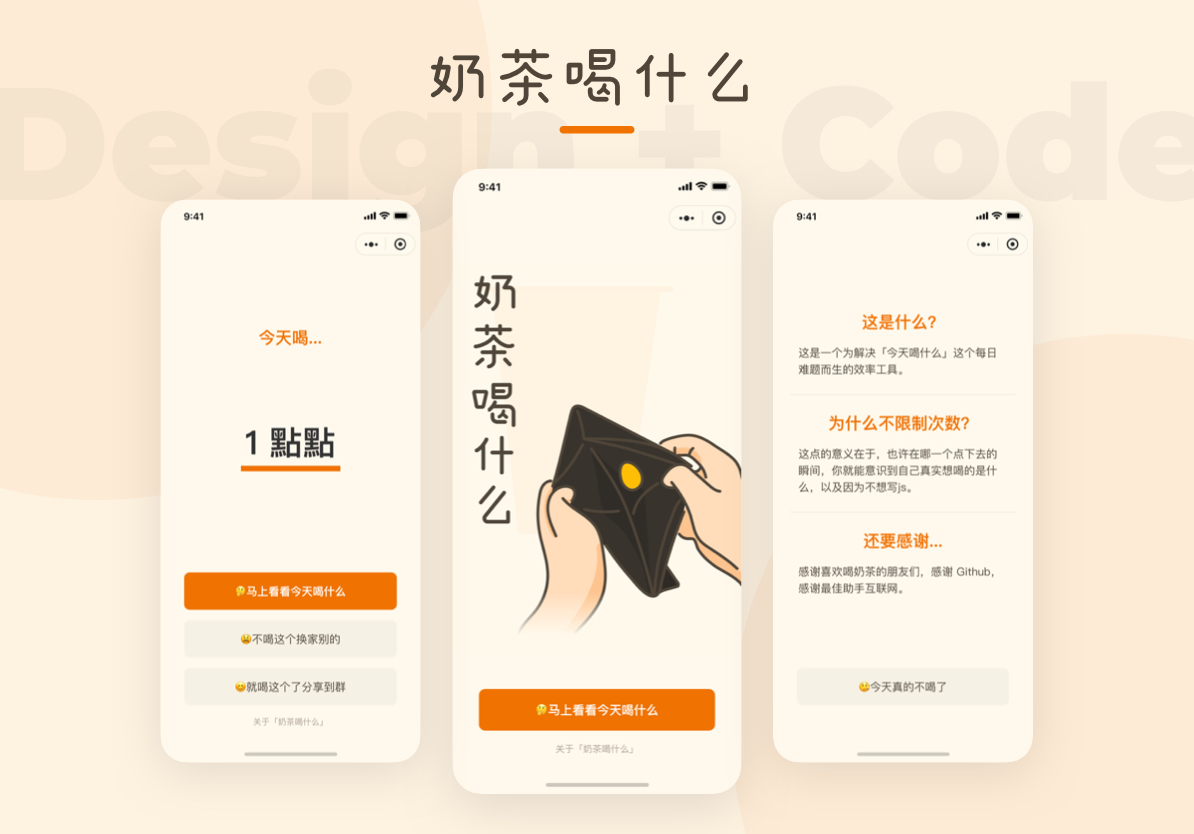 奶茶喝什么
Design + Code
9:41
今天喝...
1 點點
🤔马上看看今天喝什么
😫不喝这个换家别的
😊就喝这个了分享到群
关于「奶茶喝什么」
9:41
奶
茶
喝
什
么
🤔马上看看今天喝什么
关于「奶茶喝什么」
9:41
这是什么?
这是一个为解决「今天喝什么」这个每日
难题而生的效率工具。
为什么不限制次数?
这点的意义在于，也许在哪一个点下去的
瞬间，你就能意识到自己真实想喝的是什
么，以及因为不想写js。
还要感谢...
感谢喜欢喝奶茶的朋友们，感谢 Github，
感谢最佳助手互联网。
🙄今天真的不喝了